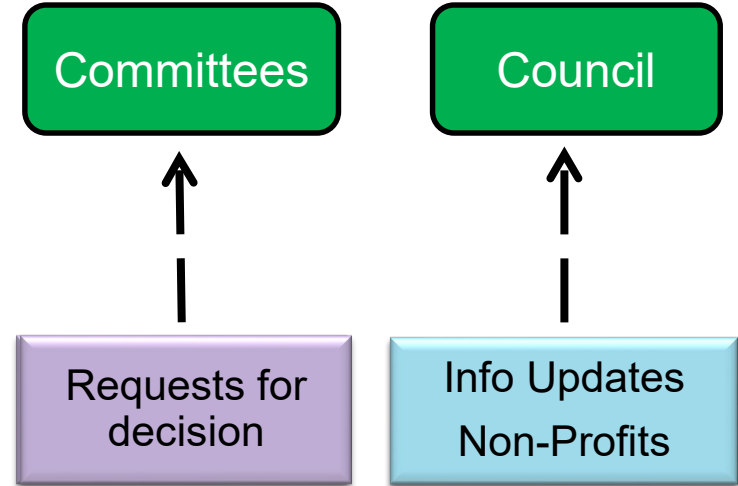 Committees
Council
Requests for
decision
Info Updates
Non-Profits